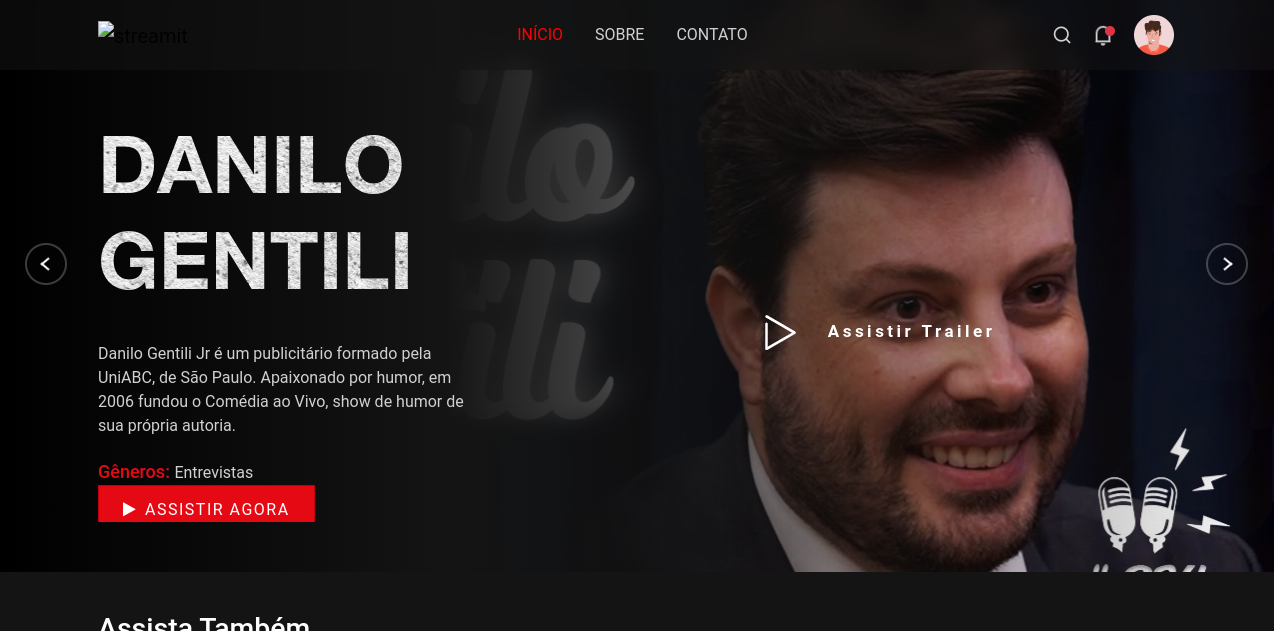 streamit
INÍCIO
SOBRE
CONTATO
DANILO
GENTILI
Danilo Gentili Jr é um publicitário formado pela
UniABC, de São Paulo. Apaixonado por humor, em
2006 fundou o Comédia ao Vivo, show de humor de
sua própria autoria.
Gêneros: Entrevistas
ASSISTIR AGORA
Assistir Trailer
Assista Também